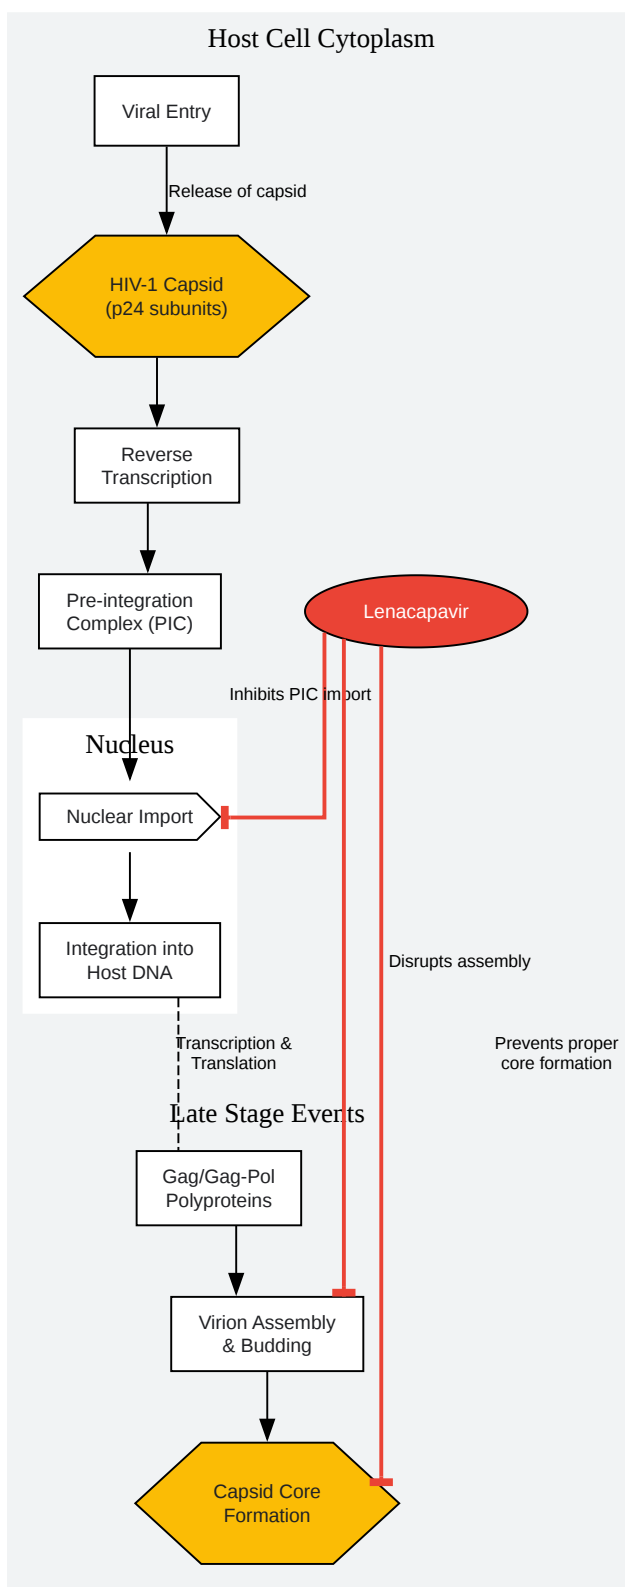 Host Cell Cytoplasm
Viral Entry
Release of capsid
HIV-1 Capsid
(p24 subunits)
Reverse
Transcription
Pre-integration
Complex (PIC)
Lenacapavir
Inhibits PIC import
Nucleus
Nuclear Import
Integration into
Host DNA
Disrupts assembly
Transcription &
Translation
Prevents proper
core formation
Late Stage Events
Gag/Gag-Pol
Polyproteins
Virion Assembly
& Budding
Capsid Core
Formation